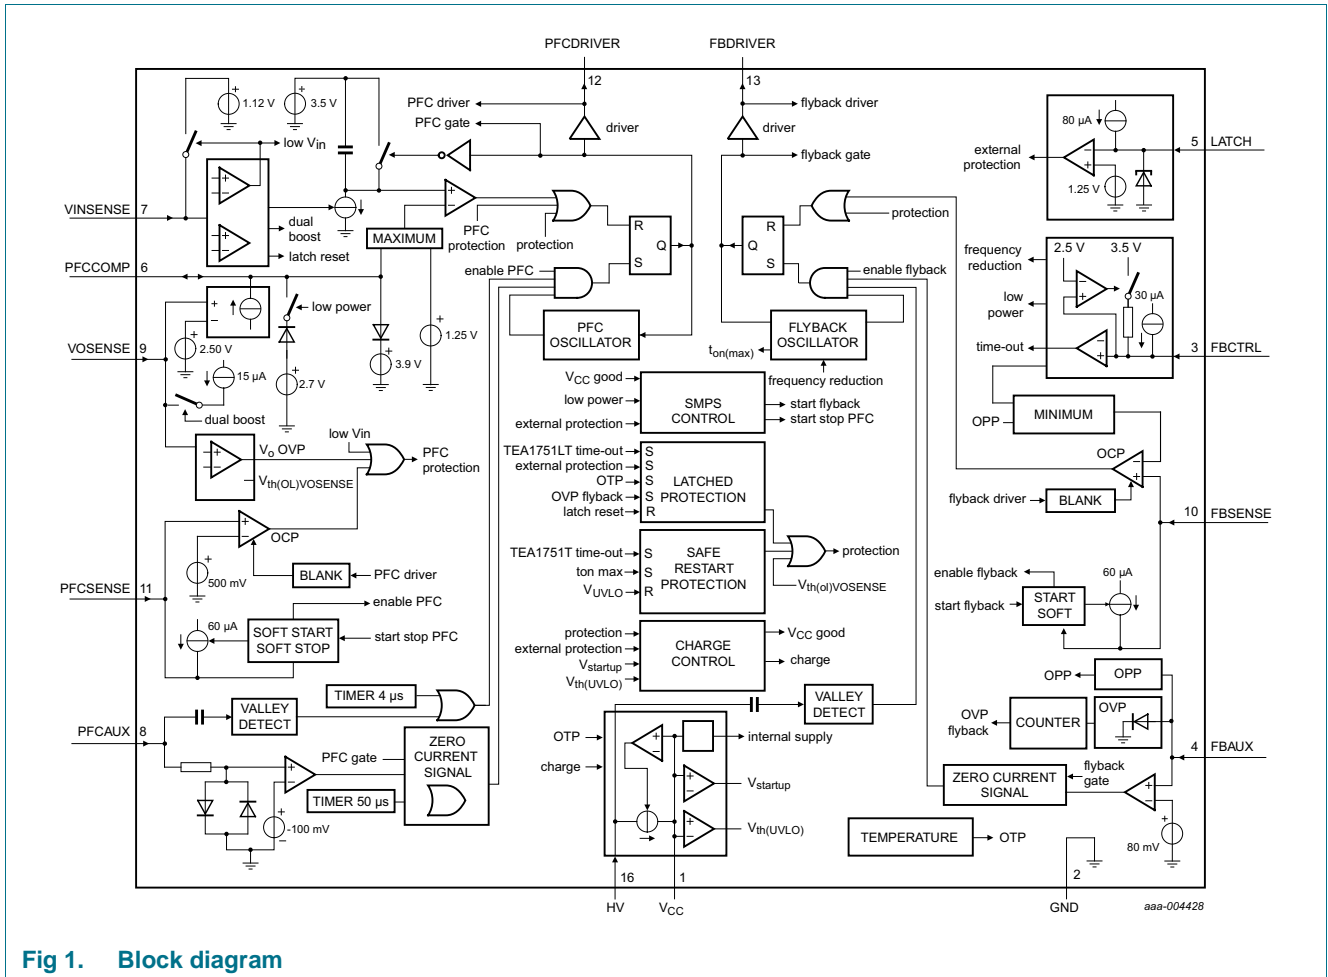 PFCDRIVER
FBDRIVER
12
13
1.12 V
3.5 V
PFC driver
PFC gate
driver
low Vin
flyback driver
driver
flyback gate
80 µA
5
LATCH
external
protection
1.25 V
VINSENSE
7
dual
boost
latch reset
MAXIMUM
PFC
protection
protection
R
Q
S
R
Q
S
protection
2.5 V
3.5 V
frequency
reduction
low
power
30 µA
time-out
3
FBCTRL
PFCCOMP
6
enable PFC
enable flyback
low power
PFC
OSCILLATOR
FLYBACK
OSCILLATOR
ton(max)
frequency reduction
1.25 V
3.9 V
VOSENSE
9
2.50 V
15 µA
2.7 V
dual boost
VCC good
low power
external protection
SMPS
CONTROL
start flyback
start stop PFC
OPP
MINIMUM
low Vin
Vo OVP
Vth(OL)VOSENSE
PFC
protection
TEA1751LT time-out
external protection
OTP
OVP flyback
latch reset
S
S
S
S
R
LATCHED
PROTECTION
OCP
flyback driver
BLANK
10
FBSENSE
OCP
500 mV
BLANK
PFC driver
PFCSENSE
11
enable PFC
TEA1751T time-out
ton max
VUVLO
S
S
R
SAFE
RESTART
PROTECTION
protection
Vth(ol)VOSENSE
enable flyback
start flyback
START
SOFT
60 µA
60 µA
SOFT START
SOFT STOP
start stop PFC
protection
external protection
Vstartup
Vth(UVLO)
CHARGE
CONTROL
VCC good
charge
OPP
OPP
TIMER 4 µs
VALLEY
DETECT
VALLEY
DETECT
OVP
flyback
COUNTER
OVP
PFCAUX
8
PFC gate
ZERO
CURRENT
SIGNAL
TIMER 50 µs
-100 mV
OTP
charge
internal supply
Vstartup
Vth(UVLO)
4
FBAUX
flyback
gate
ZERO CURRENT
SIGNAL
TEMPERATURE
OTP
80 mV
16
1
2
HV
VCC
GND
aaa-004428
Fig 1. Block diagram